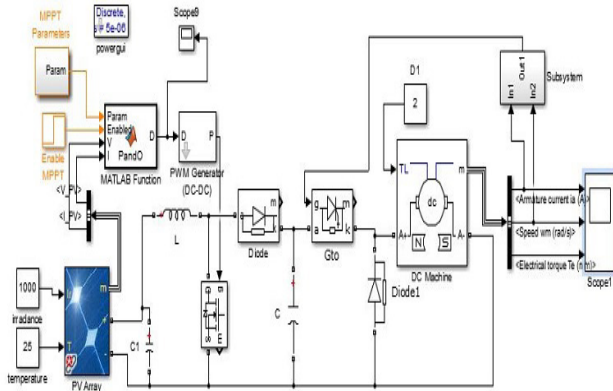 MPPT
Parameters
Param
Discrete,
s = 5e-06
powergui
Scope9
Param
Enabled
V
i
D
PandO
MATLAB Function
Enable
MPPT
D
P
PWM Generator
(DC-DC)
<V_PV>
<I_PV>
D1
2
Subsystem
Out1
In1
In2
TL
m
dc
A+
N
S
A-
DC Machine
<Armature current ia (A)>
<Speed wm (rad/s)>
<Electrical torque Te (n m)>
Scope1
L
a
m
k
Diode
g
a
m
k
Gto
Diode1
C
C1
1000
irradance
25
temperature
T
m
+
-
PV Array